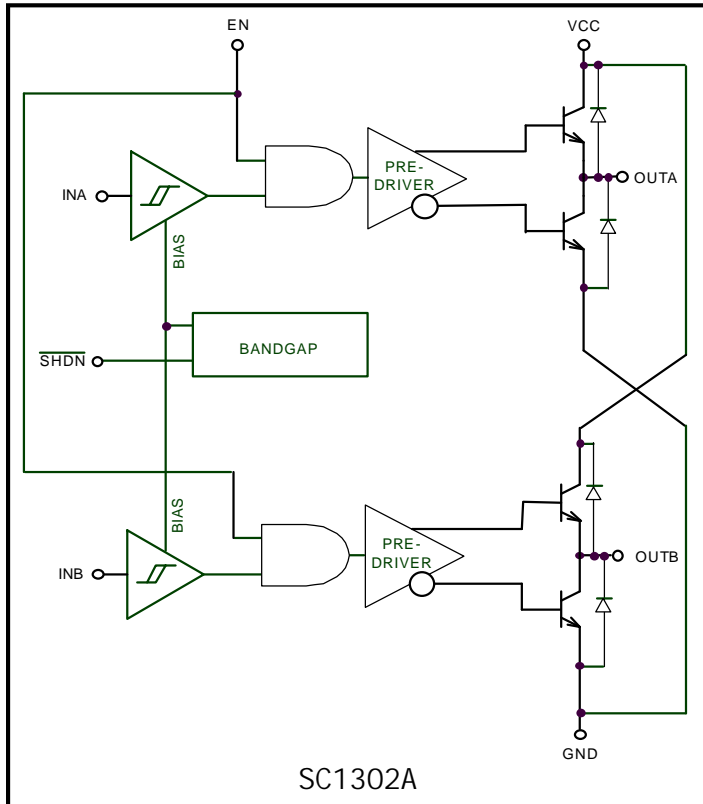 EN
VCC
PRE-
DRIVER
OUTA
INA
BIAS
BANDGAP
SHDN
BIAS
PRE-
DRIVER
OUTB
INB
GND
SC1302A